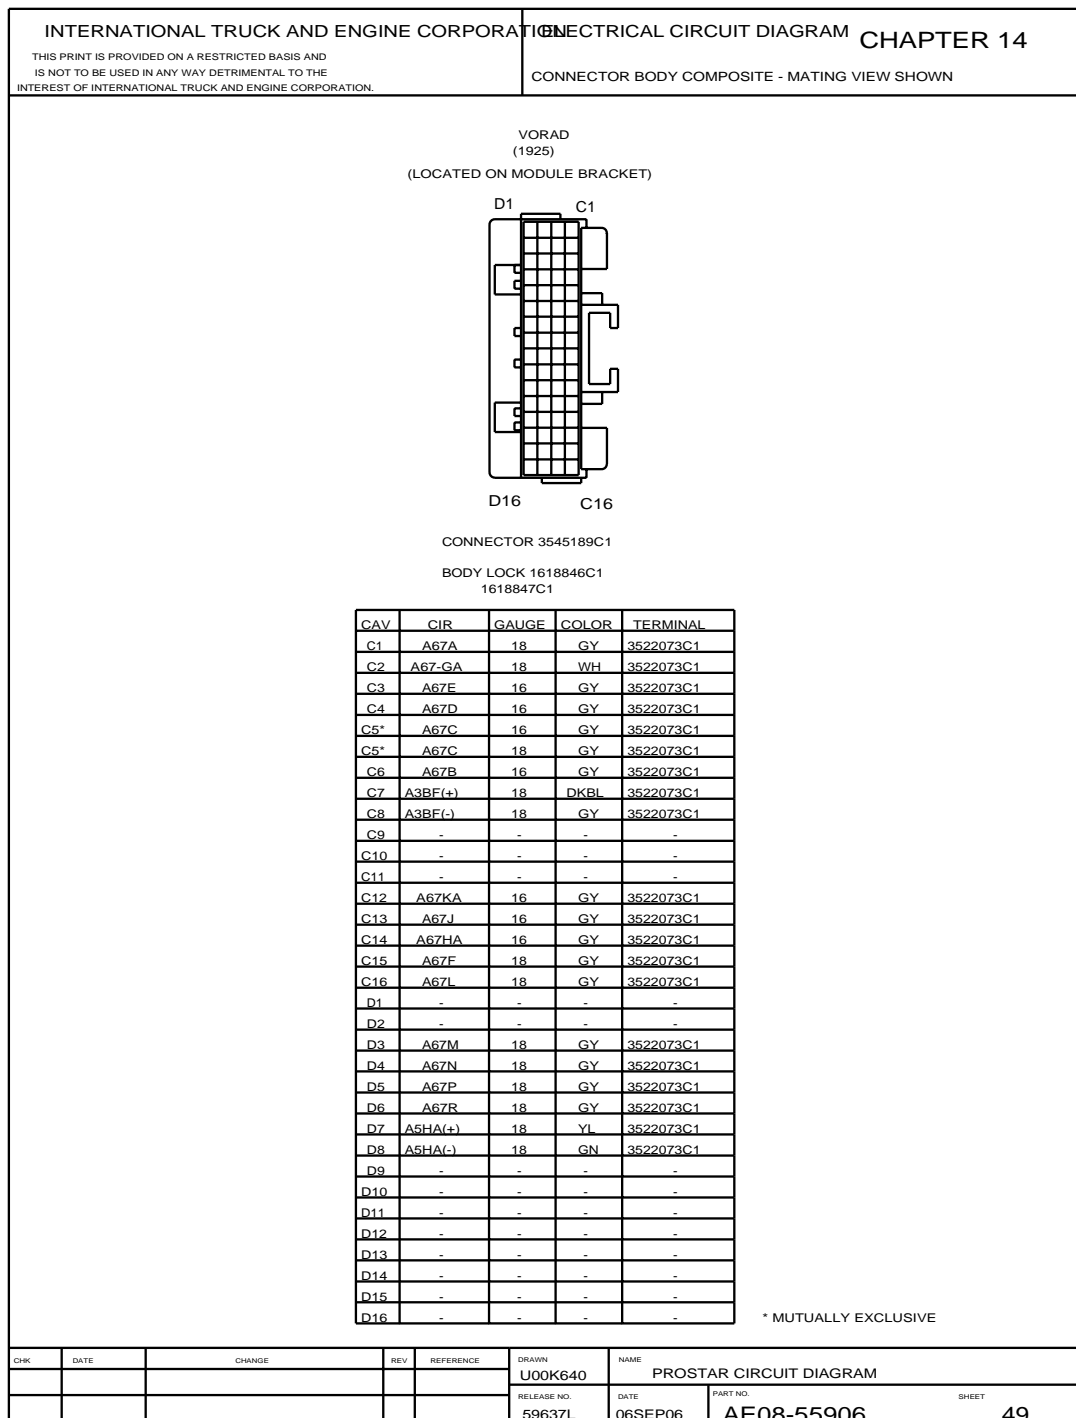 INTERNATIONAL TRUCK AND ENGINE CORPORATION
THIS PRINT IS PROVIDED ON A RESTRICTED BASIS AND
IS NOT TO BE USED IN ANY WAY DETRIMENTAL TO THE
INTEREST OF INTERNATIONAL TRUCK AND ENGINE CORPORATION.
ELECTRICAL CIRCUIT DIAGRAM
CHAPTER 14
CONNECTOR BODY COMPOSITE - MATING VIEW SHOWN
VORAD
(1925)
(LOCATED ON MODULE BRACKET)
D1 C1
D16 C16
CONNECTOR 3545189C1
BODY LOCK 1618846C1
1618847C1
CAV CIR GAUGE COLOR TERMINAL
C1 A67A 18 GY 3522073C1
C2 A67-GA 18 WH 3522073C1
C3 A67E 16 GY 3522073C1
C4 A67D 16 GY 3522073C1
C5* A67C 16 GY 3522073C1
C5* A67C 18 GY 3522073C1
C6 A67B 16 GY 3522073C1
C7 A3BF(+) 18 DKBL 3522073C1
C8 A3BF(-) 18 GY 3522073C1
C9 - - - -
C10 - - - -
C11 - - - -
C12 A67KA 16 GY 3522073C1
C13 A67J 16 GY 3522073C1
C14 A67HA 16 GY 3522073C1
C15 A67F 18 GY 3522073C1
C16 A67L 18 GY 3522073C1
D1 - - - -
D2 - - - -
D3 A67M 18 GY 3522073C1
D4 A67N 18 GY 3522073C1
D5 A67P 18 GY 3522073C1
D6 A67R 18 GY 3522073C1
D7 A5HA(+) 18 YL 3522073C1
D8 A5HA(-) 18 GN 3522073C1
D9 - - - -
D10 - - - -
D11 - - - -
D12 - - - -
D13 - - - -
D14 - - - -
D15 - - - -
D16 - - - -
* MUTUALLY EXCLUSIVE
CHK DATE CHANGE REV REFERENCE
DRAWN
U00K640
NAME
PROSTAR CIRCUIT DIAGRAM
RELEASE NO.
59637L
DATE
06SEP06
PART NO.
AE08-55906
SHEET
49